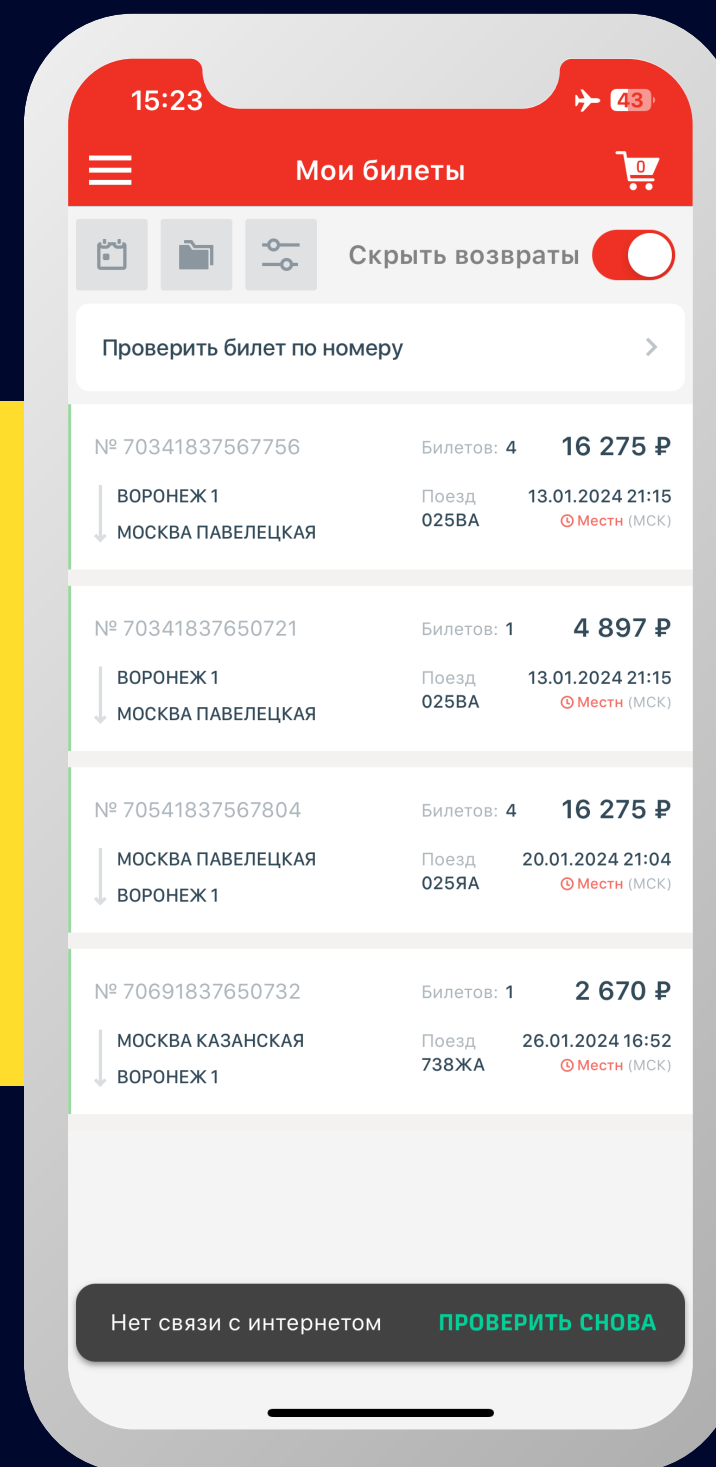 15:23
43
Мои билеты
0
Скрыть возвраты
Проверить билет по номеру
№ 70341837567756 Билетов: 4 16 275 ₽
ВОРОНЕЖ 1 Поезд 13.01.2024 21:15
МОСКВА ПАВЕЛЕЦКАЯ 025ВА Местн (МСК)
№ 70341837650721 Билетов: 1 4 897 ₽
ВОРОНЕЖ 1 Поезд 13.01.2024 21:15
МОСКВА ПАВЕЛЕЦКАЯ 025ВА Местн (МСК)
№ 70541837567804 Билетов: 4 16 275 ₽
МОСКВА ПАВЕЛЕЦКАЯ Поезд 20.01.2024 21:04
ВОРОНЕЖ 1 025ЯА Местн (МСК)
№ 70691837650732 Билетов: 1 2 670 ₽
МОСКВА КАЗАНСКАЯ Поезд 26.01.2024 16:52
ВОРОНЕЖ 1 738ЖА Местн (МСК)
Нет связи с интернетом ПРОВЕРИТЬ СНОВА